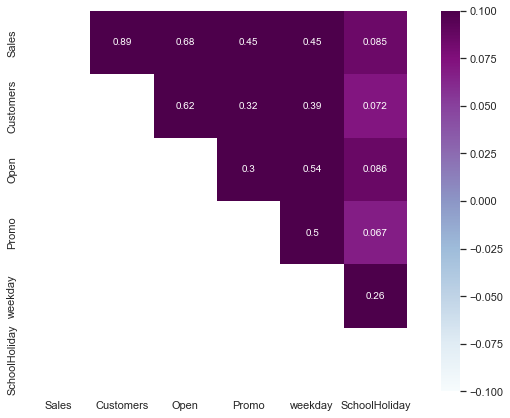 Sales 0.89 0.68 0.45 0.45 0.085
Customers 0.62 0.32 0.39 0.072
Open 0.3 0.54 0.086
Promo 0.5 0.067
weekday 0.26
SchoolHoliday
Sales Customers Open Promo weekday SchoolHoliday
0.100
0.075
0.050
0.025
0.000
−0.025
−0.050
−0.075
−0.100